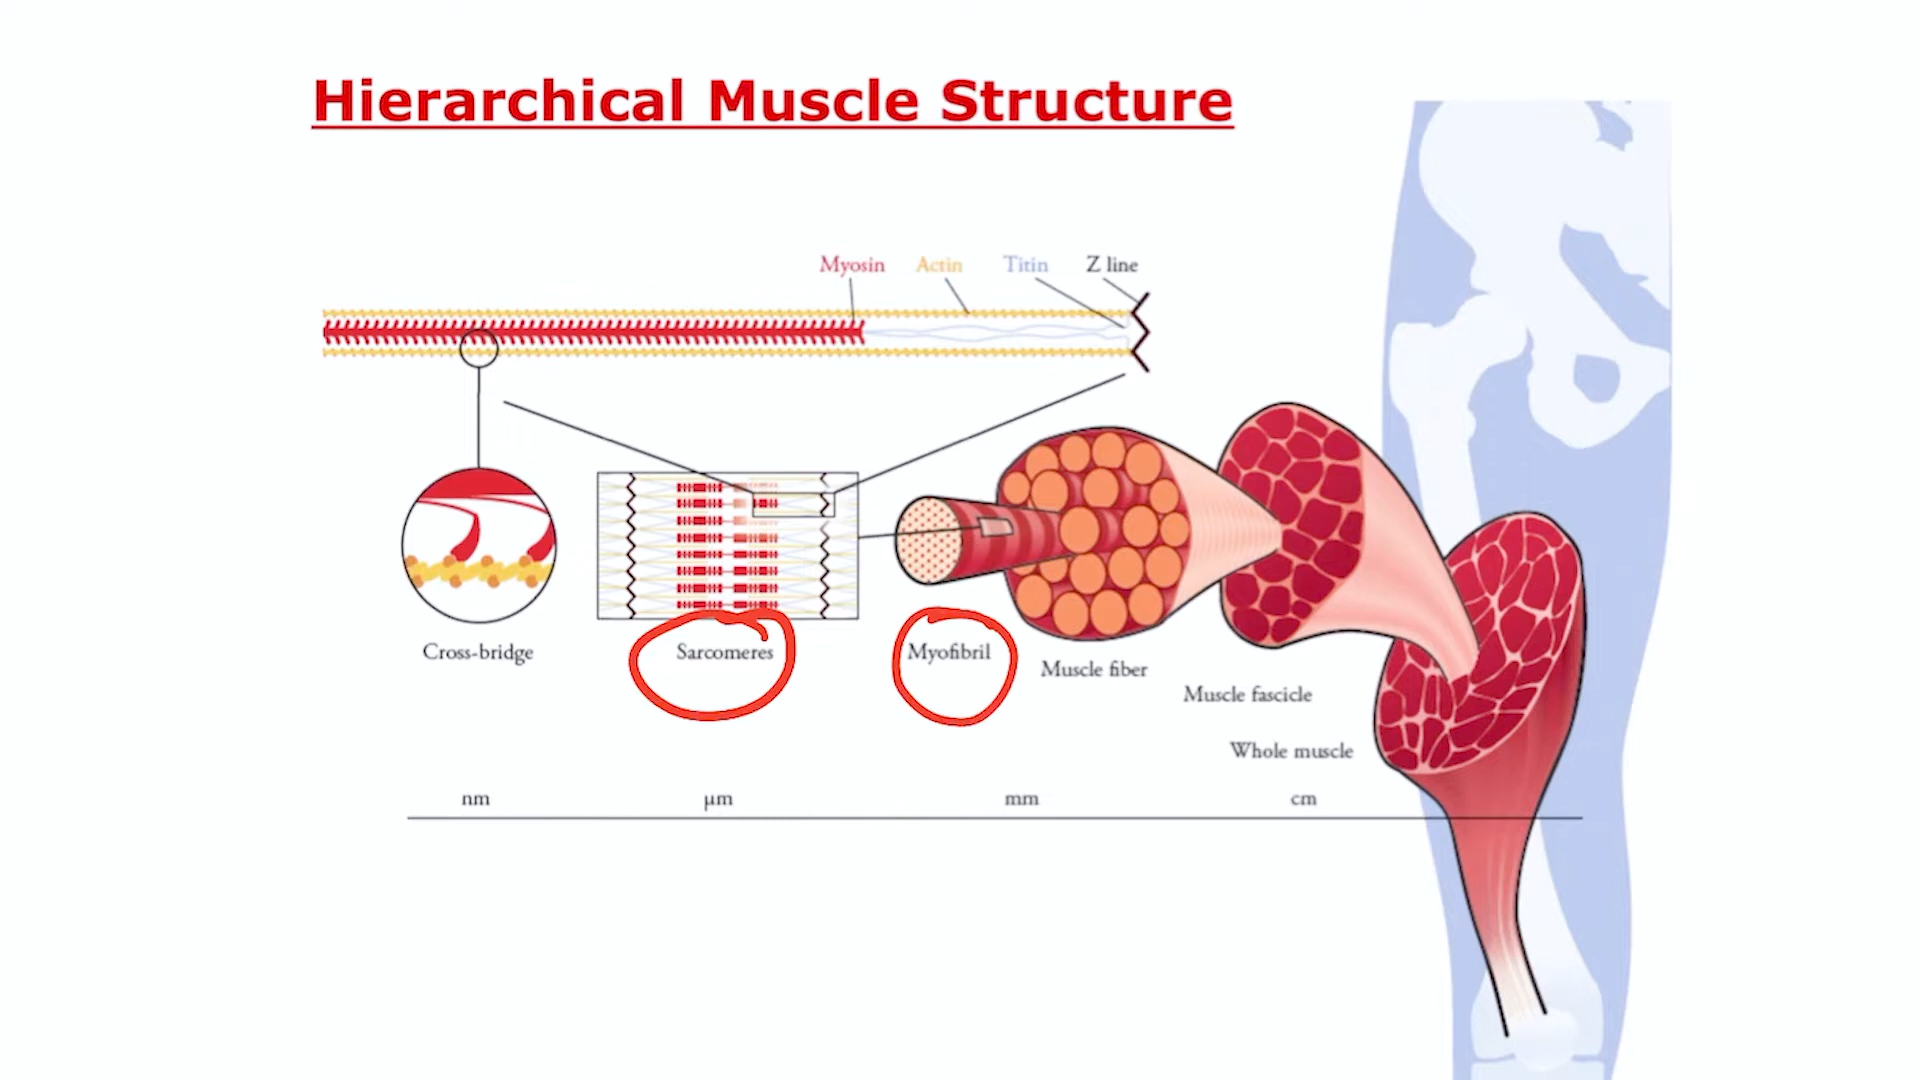 Hierarchical Muscle Structure
Myosin Actin Titin Z line
Cross-bridge Sarcomeres Myofibril Muscle fiber
Muscle fascicle
Whole muscle
nm µm mm cm